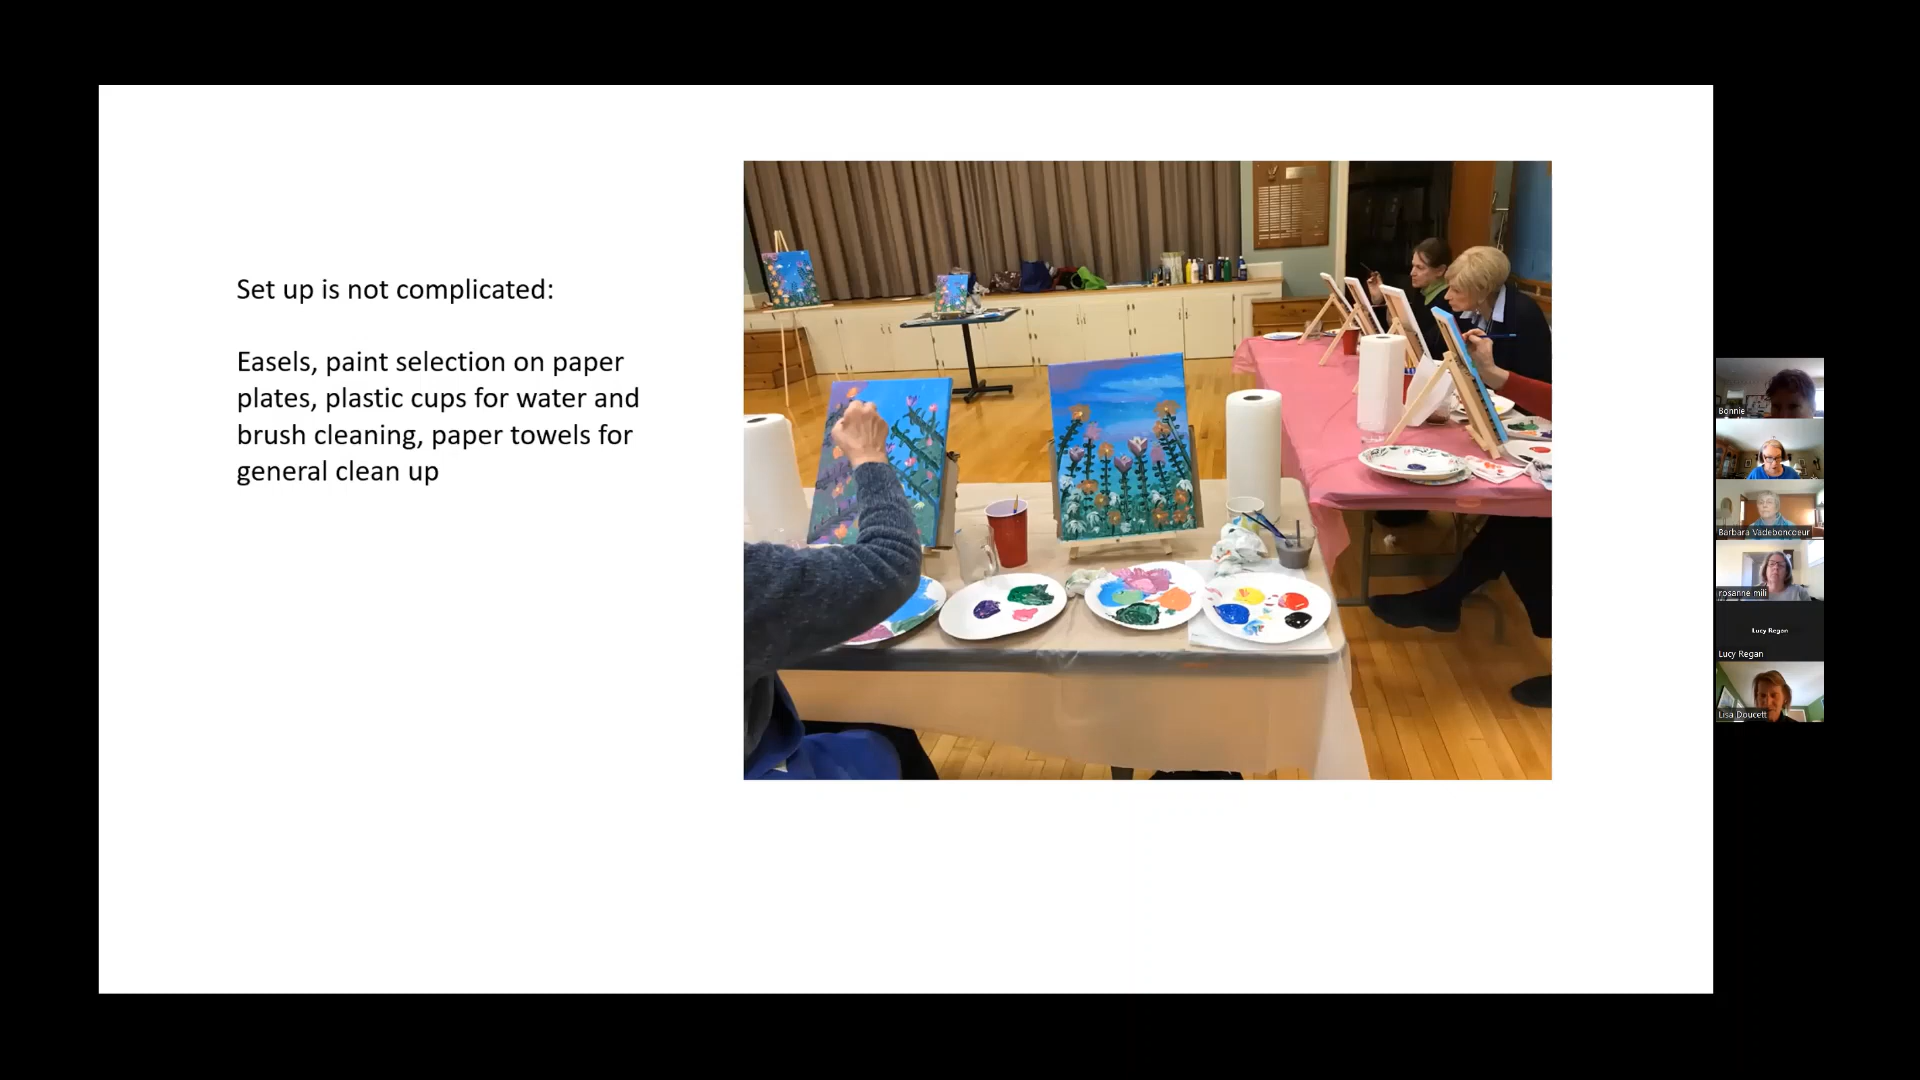 Set up is not complicated:
Easels, paint selection on paper
plates, plastic cups for water and
brush cleaning, paper towels for
general clean up
Bonnie
Barbara Vadeboncoeur
rosanne mili
Lucy Regan
Lucy Regan
Lisa Doucett